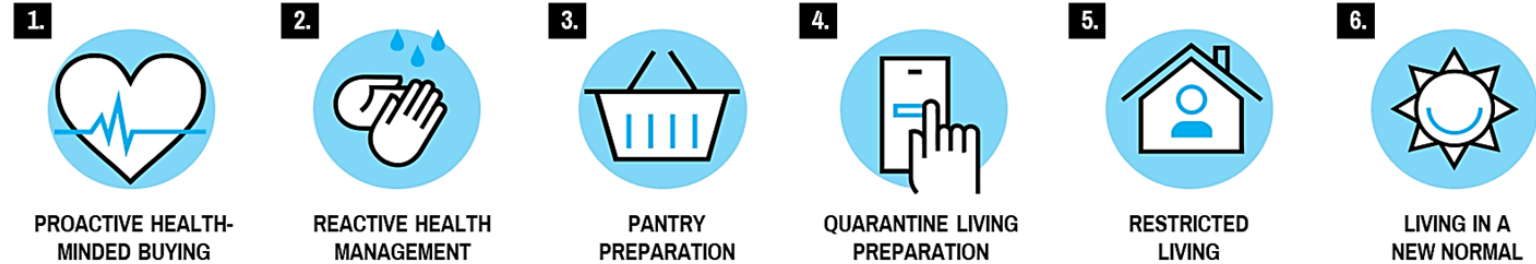 1.
PROACTIVE HEALTH-
MINDED BUYING
2.
REACTIVE HEALTH
MANAGEMENT
3.
PANTRY
PREPARATION
4.
QUARANTINE LIVING
PREPARATION
5.
RESTRICTED
LIVING
6.
LIVING IN A
NEW NORMAL